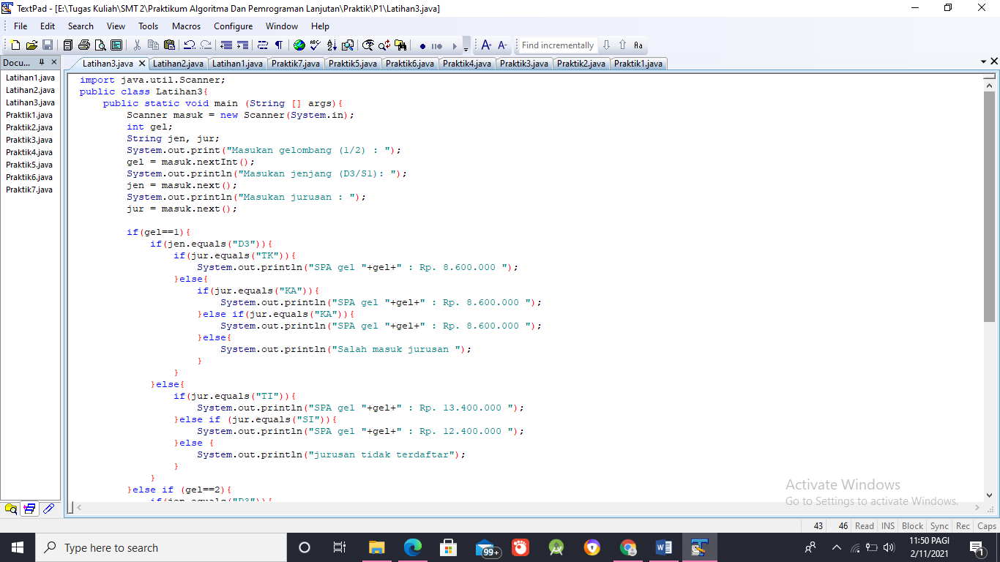 TextPad - [E:\Tugas Kuliah\SMT 2\Praktikum Algoritma Dan Pemrograman Lanjutan\Praktik\P1\Latihan3.java]
File Edit Search View Tools Macros Configure Window Help
Find incrementally
Docu...
Latihan3.java Latihan2.java Latihan1.java Praktik7.java Praktik5.java Praktik6.java Praktik4.java Praktik3.java Praktik2.java Praktik1.java
Latihan1.java
Latihan2.java
Latihan3.java
Praktik1.java
Praktik2.java
Praktik3.java
Praktik4.java
Praktik5.java
Praktik6.java
Praktik7.java
import java.util.Scanner;
public class Latihan3{
    public static void main (String [] args){
        Scanner masuk = new Scanner(System.in);
        int gel;
        String jen, jur;
        System.out.print("Masukan gelombang (1/2) : ");
        gel = masuk.nextInt();
        System.out.println("Masukan jenjang (D3/S1): ");
        jen = masuk.next();
        System.out.println("Masukan jurusan : ");
        jur = masuk.next();
        if(gel==1){
            if(jen.equals("D3")){
                if(jur.equals("TK")){
                    System.out.println("SPA gel "+gel+" : Rp. 8.600.000 ");
                }else{
                    if(jur.equals("KA")){
                        System.out.println("SPA gel "+gel+" : Rp. 8.600.000 ");
                    }else if(jur.equals("KA")){
                        System.out.println("SPA gel "+gel+" : Rp. 8.600.000 ");
                    }else{
                        System.out.println("Salah masuk jurusan ");
                    }
                }
            }else{
                if(jur.equals("TI")){
                    System.out.println("SPA gel "+gel+" : Rp. 13.400.000 ");
                }else if (jur.equals("SI")){
                    System.out.println("SPA gel "+gel+" : Rp. 12.400.000 ");
                }else {
                    System.out.println("jurusan tidak terdaftar");
                }
            }
        }else if (gel==2){
            if(jen.equals("D3")){
Activate Windows
Go to Settings to activate Windows.
43 46 Read INS Block Sync Rec Caps
Type here to search
99+
11:50 PAGI
2/11/2021
1